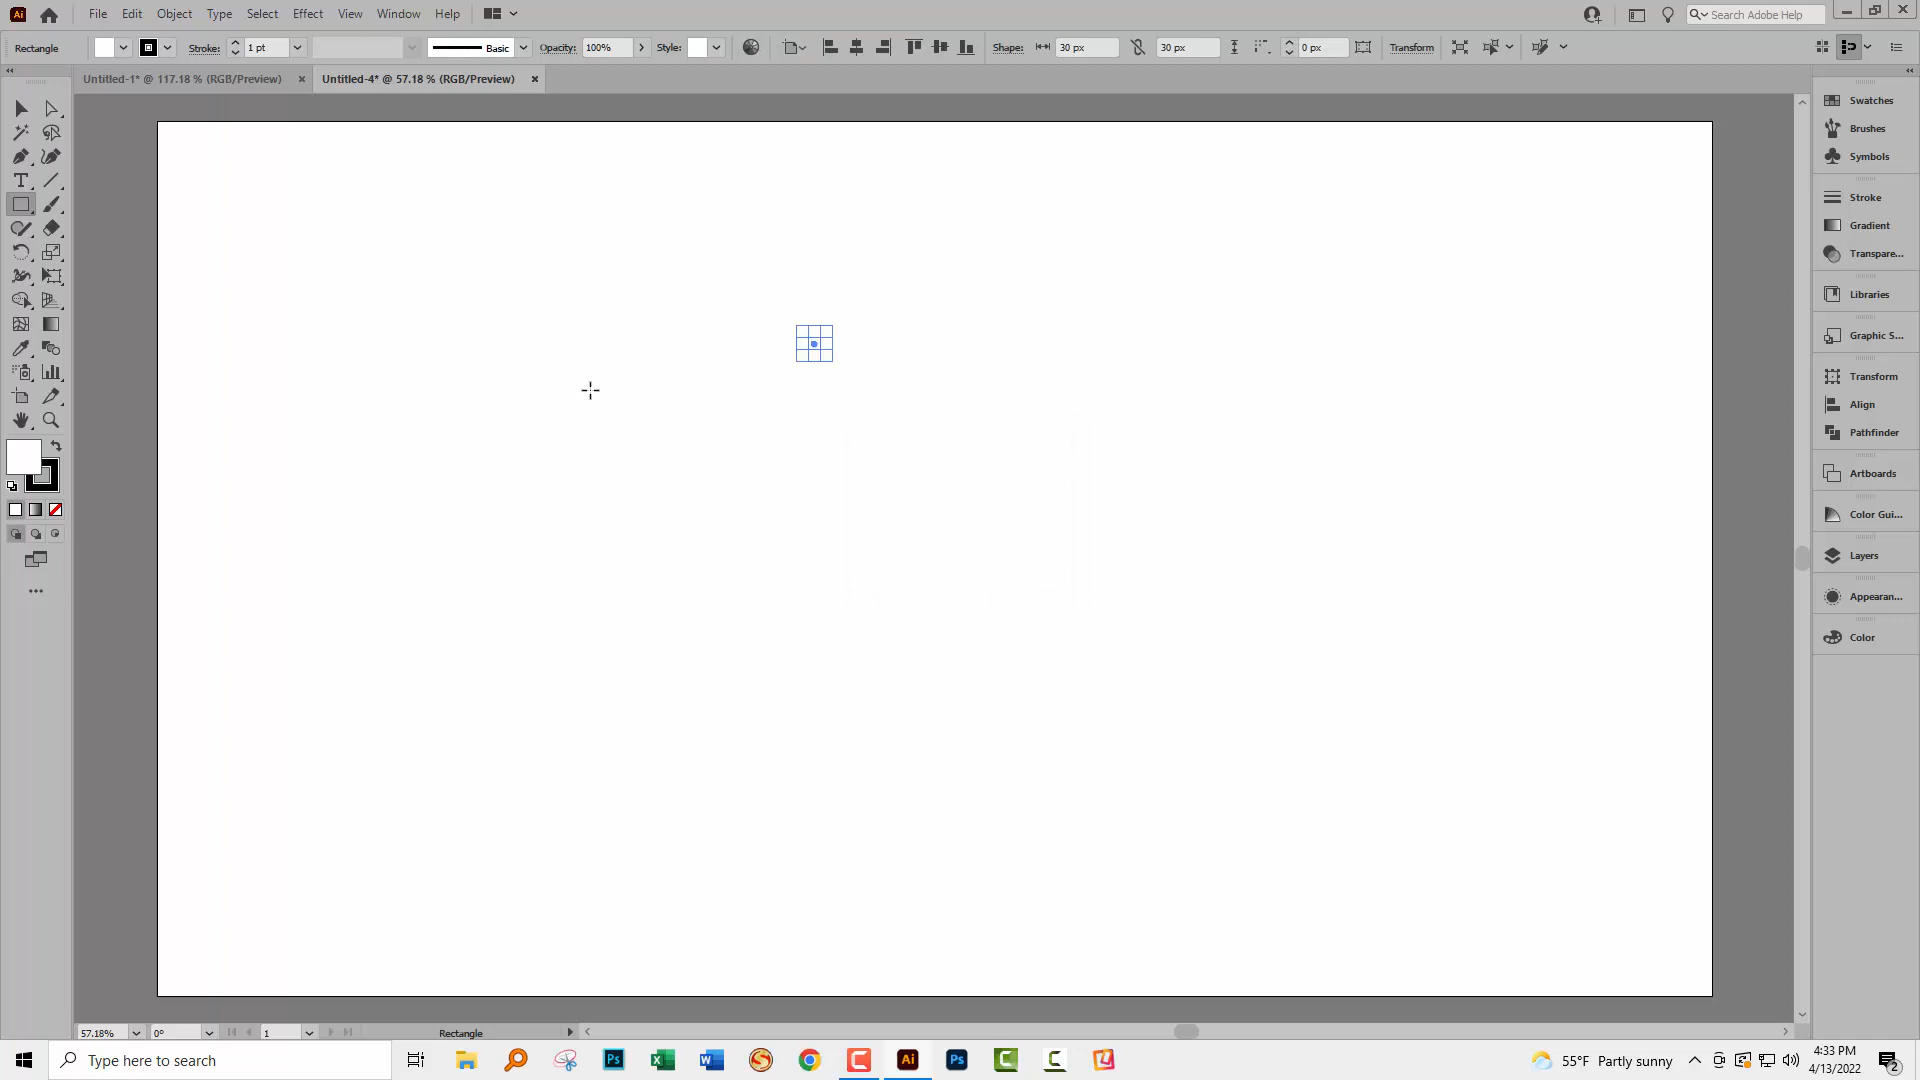 Ai File Edit Object Type Select Effect View Window Help Search Adobe Help
Rectangle Stroke: 1 pt Basic Opacity: 100% Style: Shape: 30 px 30 px 0 px Transform
Untitled-1* @ 117.18 % (RGB/Preview) Untitled-4* @ 57.18 % (RGB/Preview)
Swatches
Brushes
Symbols
Stroke
Gradient
Transpare...
Libraries
Graphic S...
Transform
Align
Pathfinder
Artboards
Color Gui...
Layers
Appearan...
Color
57.18% 0° 1 Rectangle
Type here to search Ps Ai Ps 55°F Partly sunny 4:33 PM
4/13/2022 2